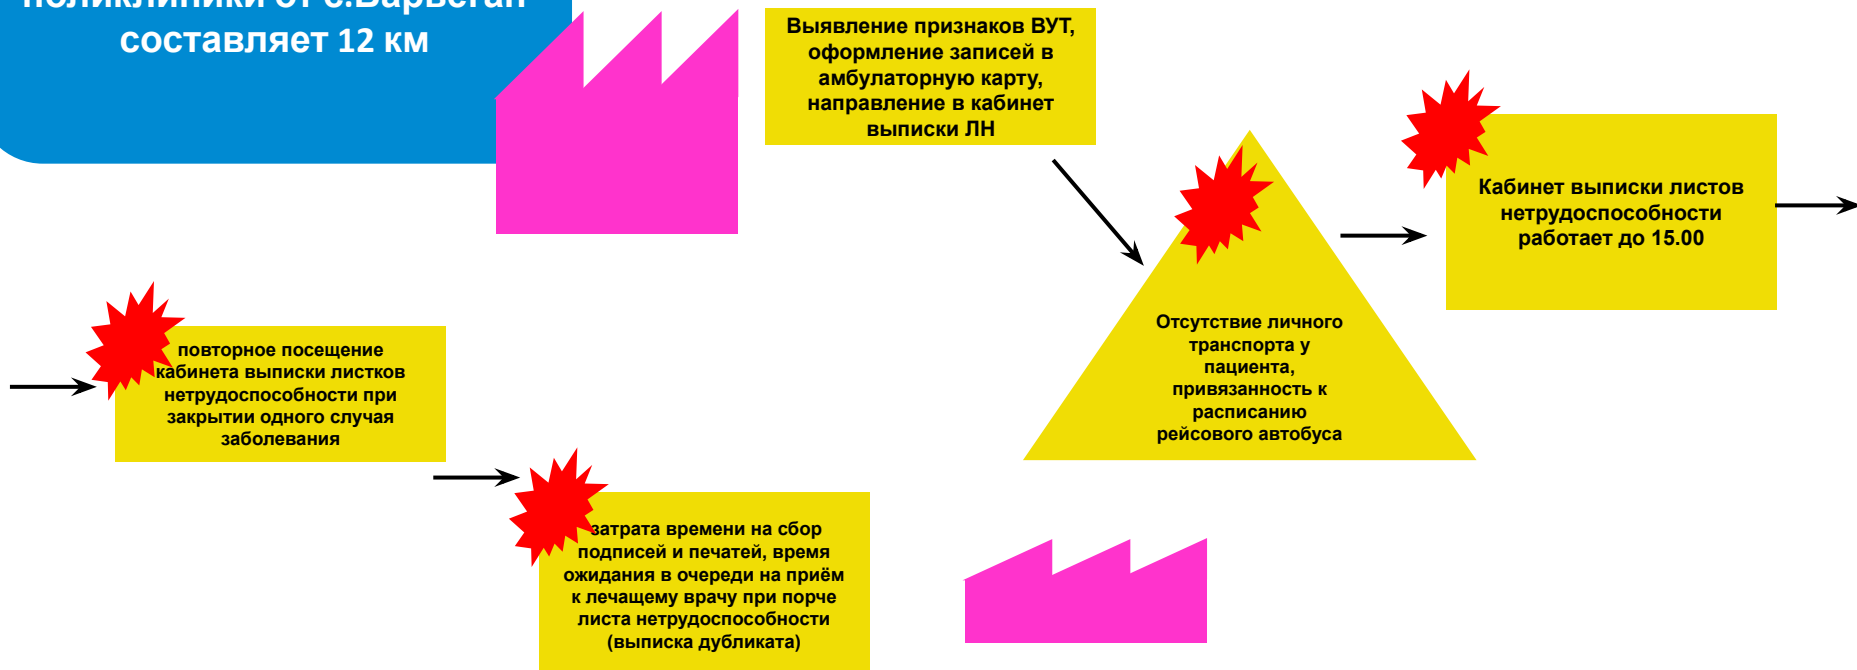 поликлиники от с.Варьеган
составляет 12 км
Выявление признаков ВУТ,
оформление записей в
амбулаторную карту,
направление в кабинет
выписки ЛН
Отсутствие личного
транспорта у
пациента,
привязанность к
расписанию
рейсового автобуса
Кабинет выписки листов
нетрудоспособности
работает до 15.00
повторное посещение
кабинета выписки листков
нетрудоспособности при
закрытии одного случая
заболевания
затрата времени на сбор
подписей и печатей, время
ожидания в очереди на приём
к лечащему врачу при порче
листа нетрудоспособности
(выписка дубликата)